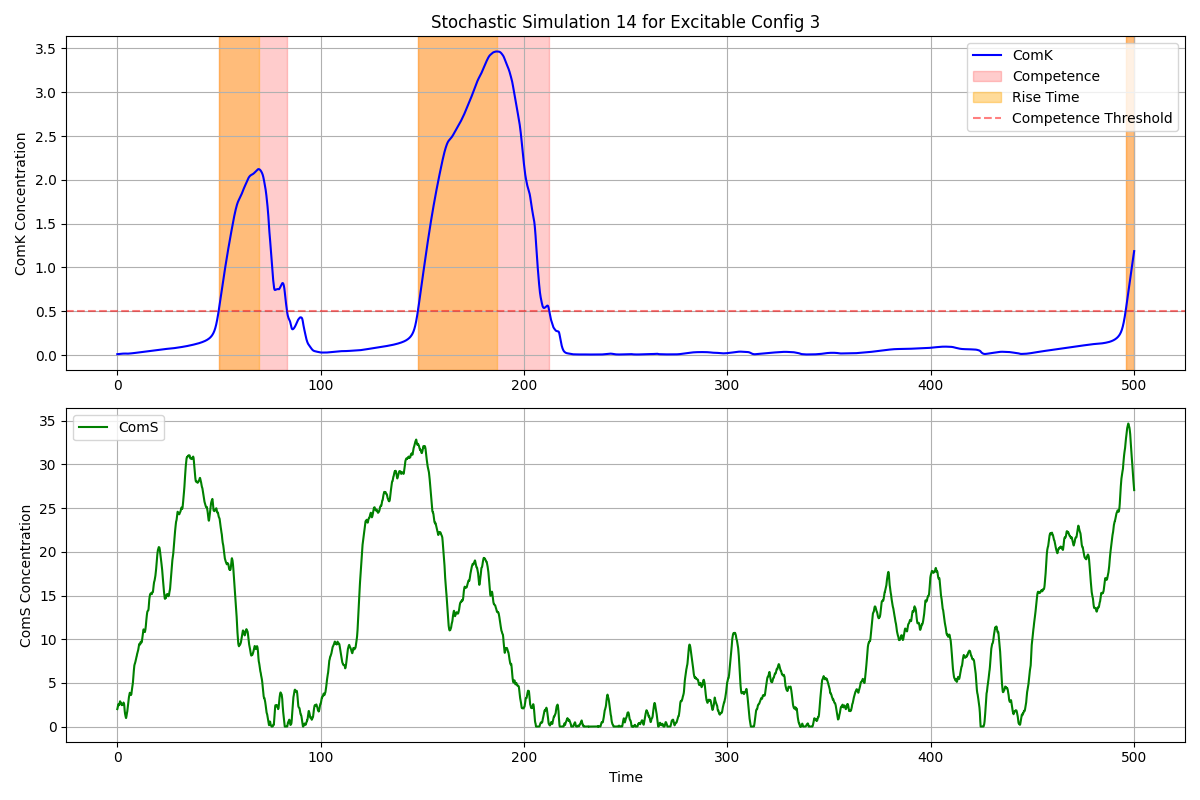 Stochastic Simulation 14 for Excitable Config 3
ComK Concentration
3.5
3.0
2.5
2.0
1.5
1.0
0.5
0.0
ComK
Competence
Rise Time
Competence Threshold
0 100 200 300 400 500
ComS Concentration
35
30
25
20
15
10
5
0
ComS
0 100 200 300 400 500
Time